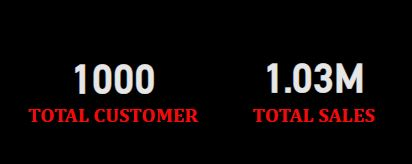 1000
TOTAL CUSTOMER
1.03M
TOTAL SALES